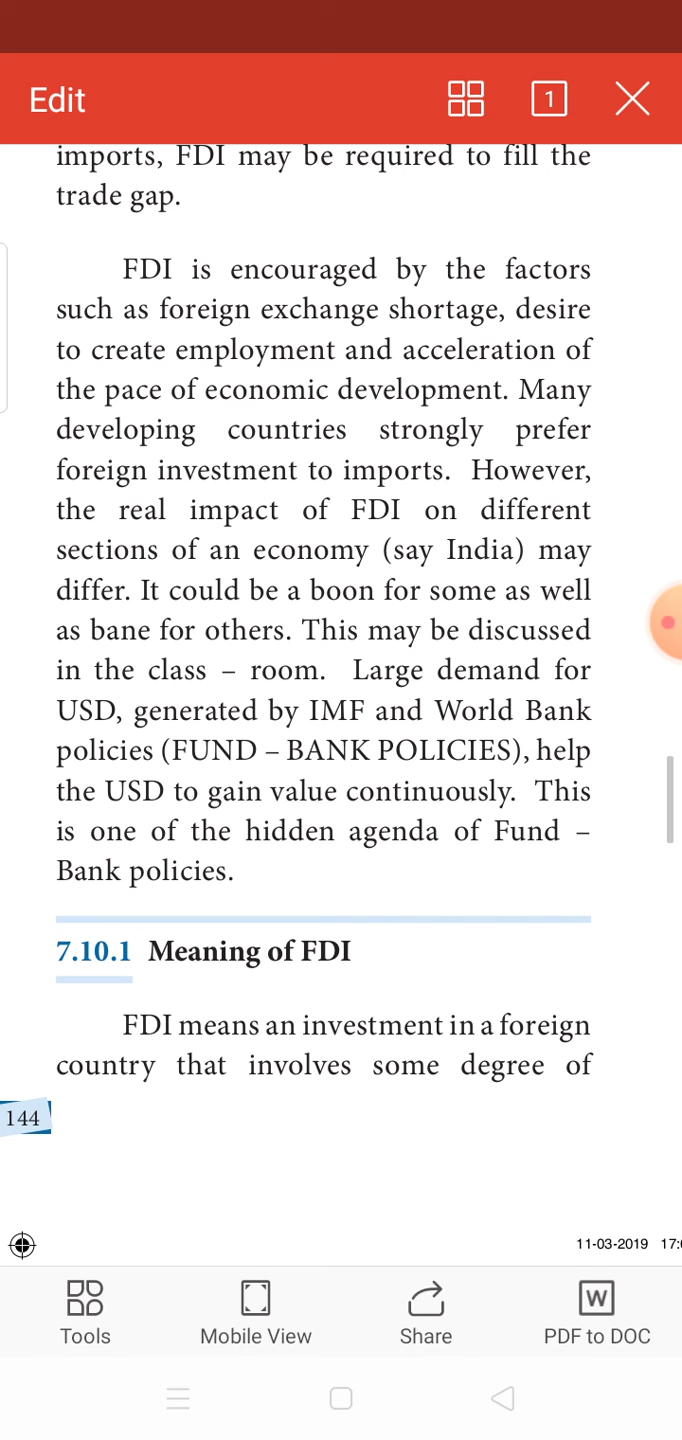 Edit
1
imports, FDI may be required to fill the
trade gap.
FDI is encouraged by the factors
such as foreign exchange shortage, desire
to create employment and acceleration of
the pace of economic development. Many
developing countries strongly prefer
foreign investment to imports. However,
the real impact of FDI on different
sections of an economy (say India) may
differ. It could be a boon for some as well
as bane for others. This may be discussed
in the class – room. Large demand for
USD, generated by IMF and World Bank
policies (FUND – BANK POLICIES), help
the USD to gain value continuously. This
is one of the hidden agenda of Fund –
Bank policies.
7.10.1 Meaning of FDI
FDI means an investment in a foreign
country that involves some degree of
144
11-03-2019 17:
W
Tools
Mobile View
Share
PDF to DOC